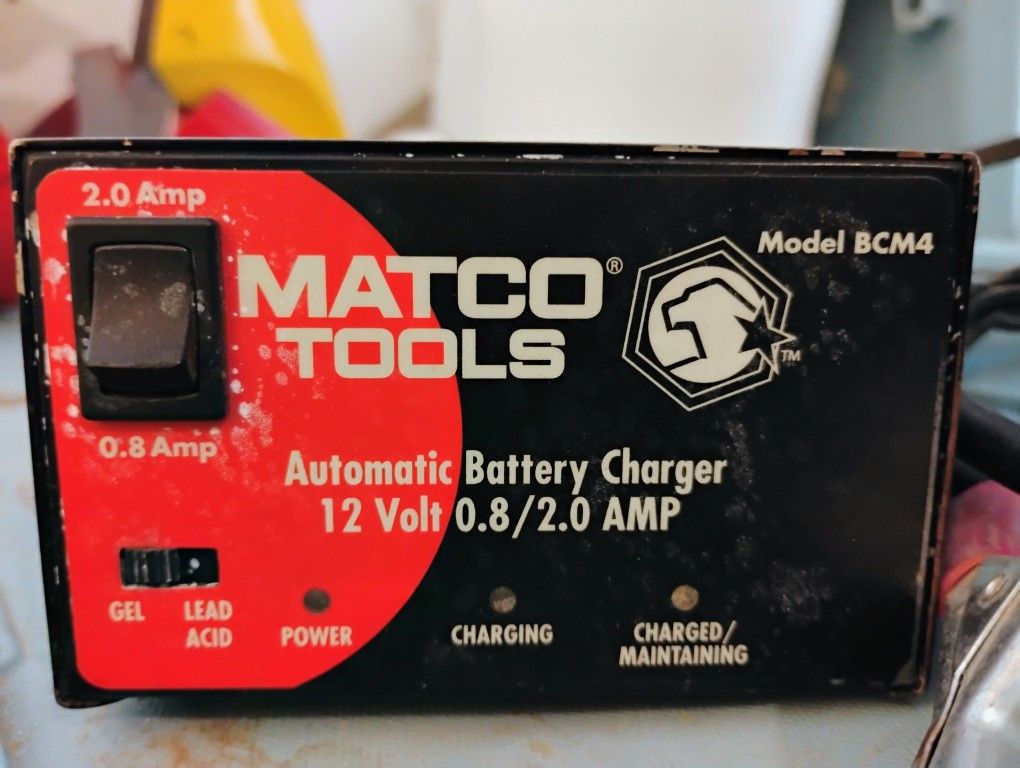 2.0 Amp
MATCO®
TOOLS
TM
Model BCM4
0.8 Amp
Automatic Battery Charger
12 Volt 0.8/2.0 AMP
GEL
LEAD
ACID
POWER
CHARGING
CHARGED/
MAINTAINING